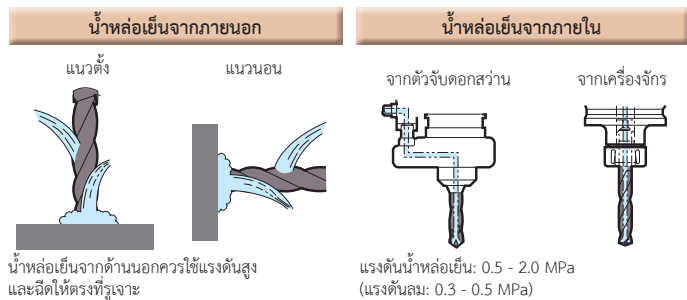 น้ำหล่อเย็นจากภายนอก
แนวตั้ง
แนวนอน
น้ำหล่อเย็นจากด้านนอกควรใช้แรงดันสูง
และฉีดให้ตรงที่รูเจาะ
น้ำหล่อเย็นจากภายใน
จากตัวจับดอกสว่าน
จากเครื่องจักร
แรงดันน้ำหล่อเย็น: 0.5 - 2.0 MPa
(แรงดันลม: 0.3 - 0.5 MPa)